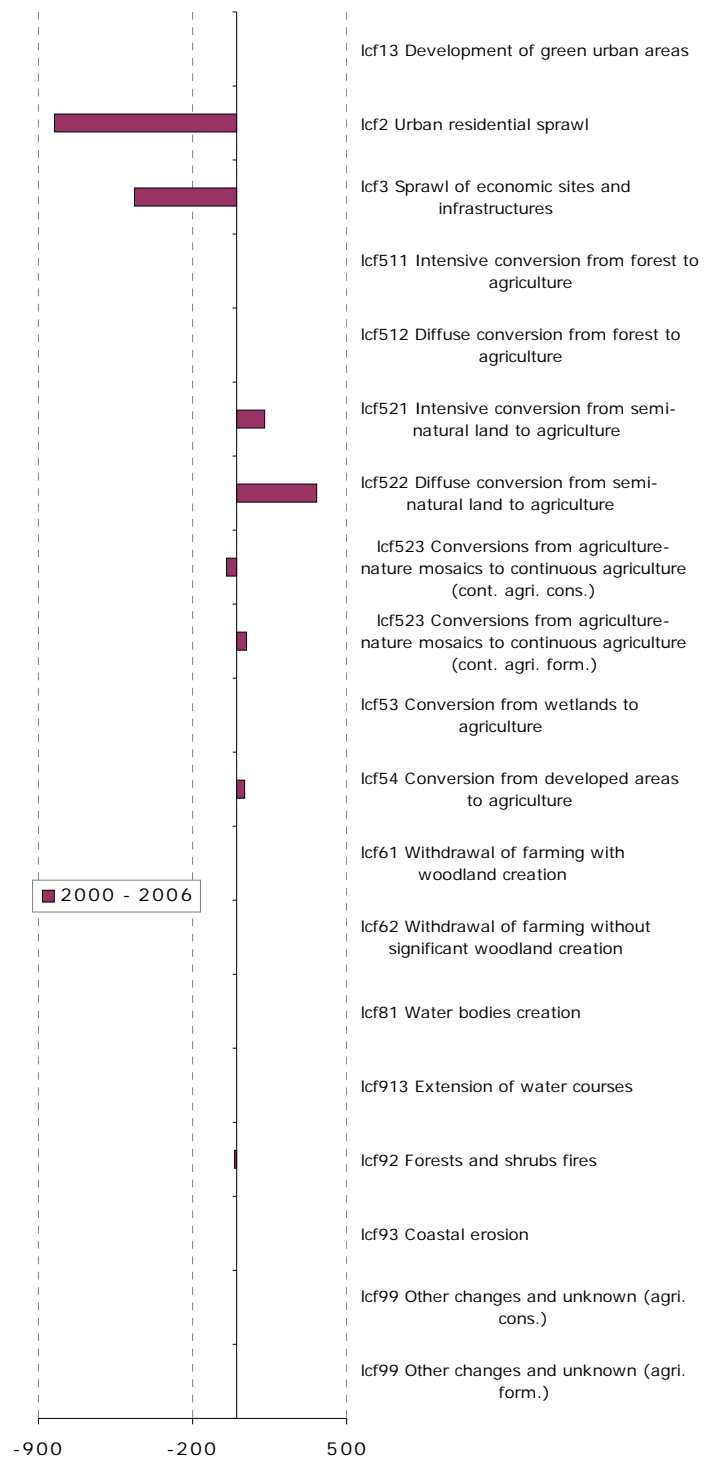 lcf13 Development of green urban areas
lcf2 Urban residential sprawl
lcf3 Sprawl of economic sites and
infrastructures
lcf511 Intensive conversion from forest to
agriculture
lcf512 Diffuse conversion from forest to
agriculture
lcf521 Intensive conversion from semi-
natural land to agriculture
lcf522 Diffuse conversion from semi-
natural land to agriculture
lcf523 Conversions from agriculture-
nature mosaics to continuous agriculture
(cont. agri. cons.)
lcf523 Conversions from agriculture-
nature mosaics to continuous agriculture
(cont. agri. form.)
lcf53 Conversion from wetlands to
agriculture
lcf54 Conversion from developed areas
to agriculture
lcf61 Withdrawal of farming with
woodland creation
2000 - 2006
lcf62 Withdrawal of farming without
significant woodland creation
lcf81 Water bodies creation
lcf913 Extension of water courses
lcf92 Forests and shrubs fires
lcf93 Coastal erosion
lcf99 Other changes and unknown (agri.
cons.)
lcf99 Other changes and unknown (agri.
form.)
-900 -200 500